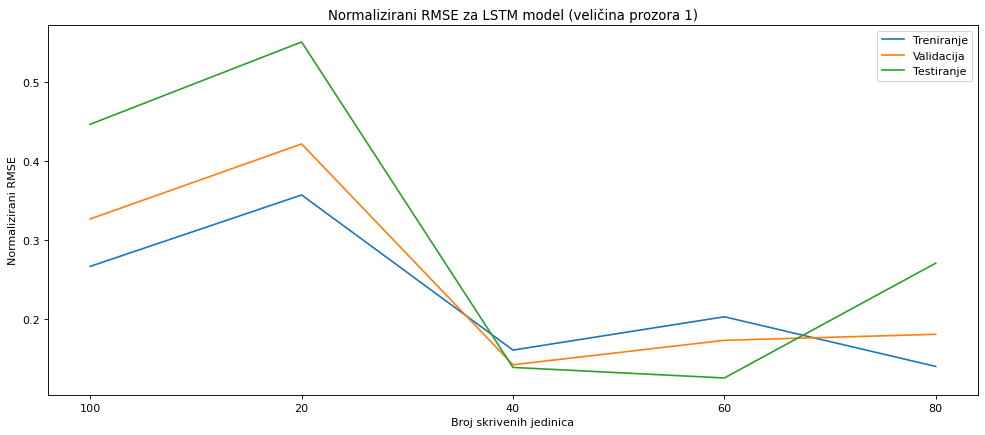 Normalizirani RMSE za LSTM model (veličina prozora 1)
Treniranje
Validacija
Testiranje
Normalizirani RMSE
0.5
0.4
0.3
0.2
100 20 40 60 80
Broj skrivenih jedinica